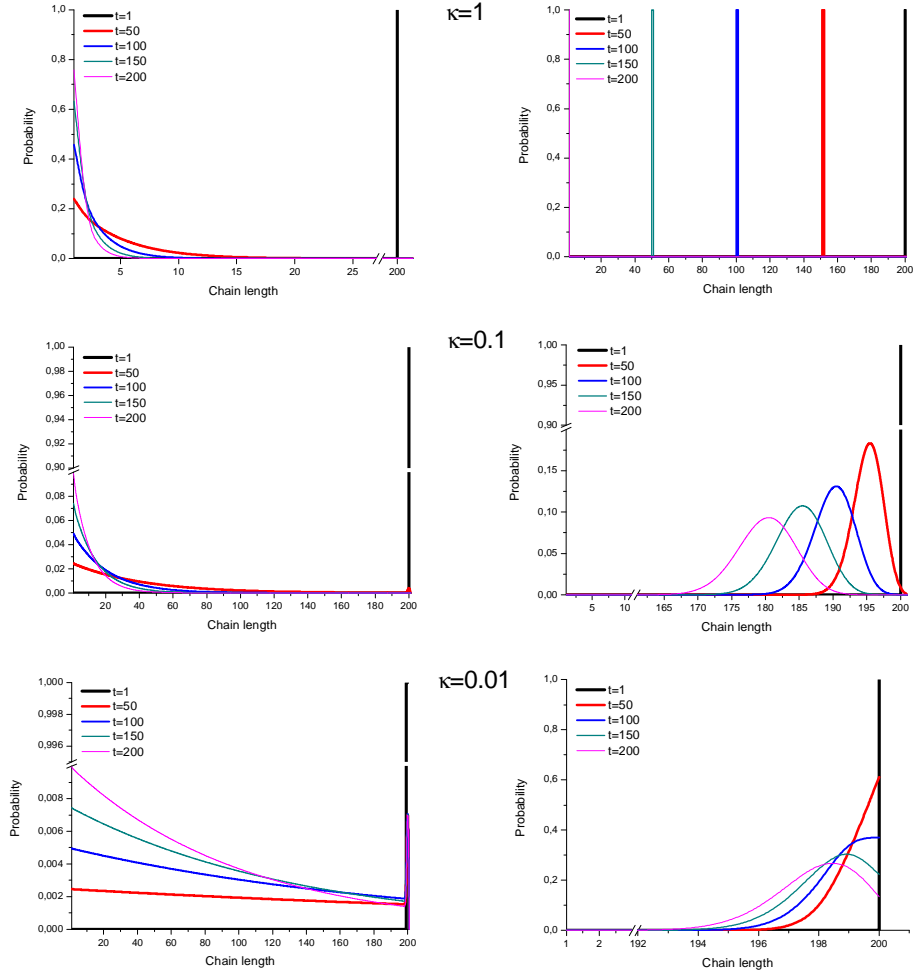 κ=1
1,0
0,8
0,6
0,4
0,2
0,0
Probability
t=1
t=50
t=100
t=150
t=200
5 10 15 20 25 200
Chain length
1,0
0,8
0,6
0,4
0,2
0,0
Probability
t=1
t=50
t=100
t=150
t=200
20 40 60 80 100 120 140 160 180 200
Chain length
κ=0.1
1,00
0,98
0,96
0,94
0,92
0,90
0,08
0,06
0,04
0,02
0,00
Probability
t=1
t=50
t=100
t=150
t=200
20 40 60 80 100 120 140 160 180 200
Chain length
1,00
0,95
0,90
0,15
0,10
0,05
0,00
Probability
t=1
t=50
t=100
t=150
t=200
5 10 165 170 175 180 185 190 195 200
Chain length
κ=0.01
1,000
0,998
0,996
0,008
0,006
0,004
0,002
0,000
Probability
t=1
t=50
t=100
t=150
t=200
20 40 60 80 100 120 140 160 180 200
Chain length
1,0
0,8
0,6
0,4
0,2
0,0
Probability
t=1
t=50
t=100
t=150
t=200
1 2 192 194 196 198 200
Chain length